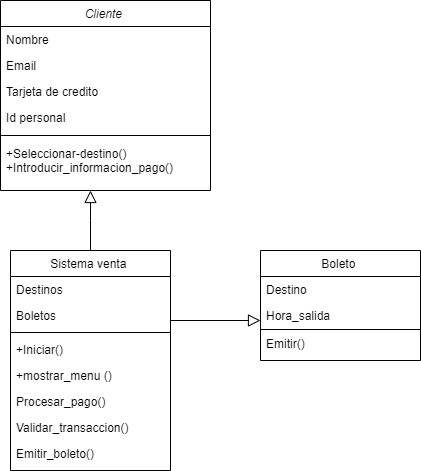 Cliente
Nombre
Email
Tarjeta de credito
Id personal
+Seleccionar-destino()
+Introducir_informacion_pago()
Sistema venta
Destinos
Boletos
+Iniciar()
+mostrar_menu ()
Procesar_pago()
Validar_transaccion()
Emitir_boleto()
Boleto
Destino
Hora_salida
Emitir()